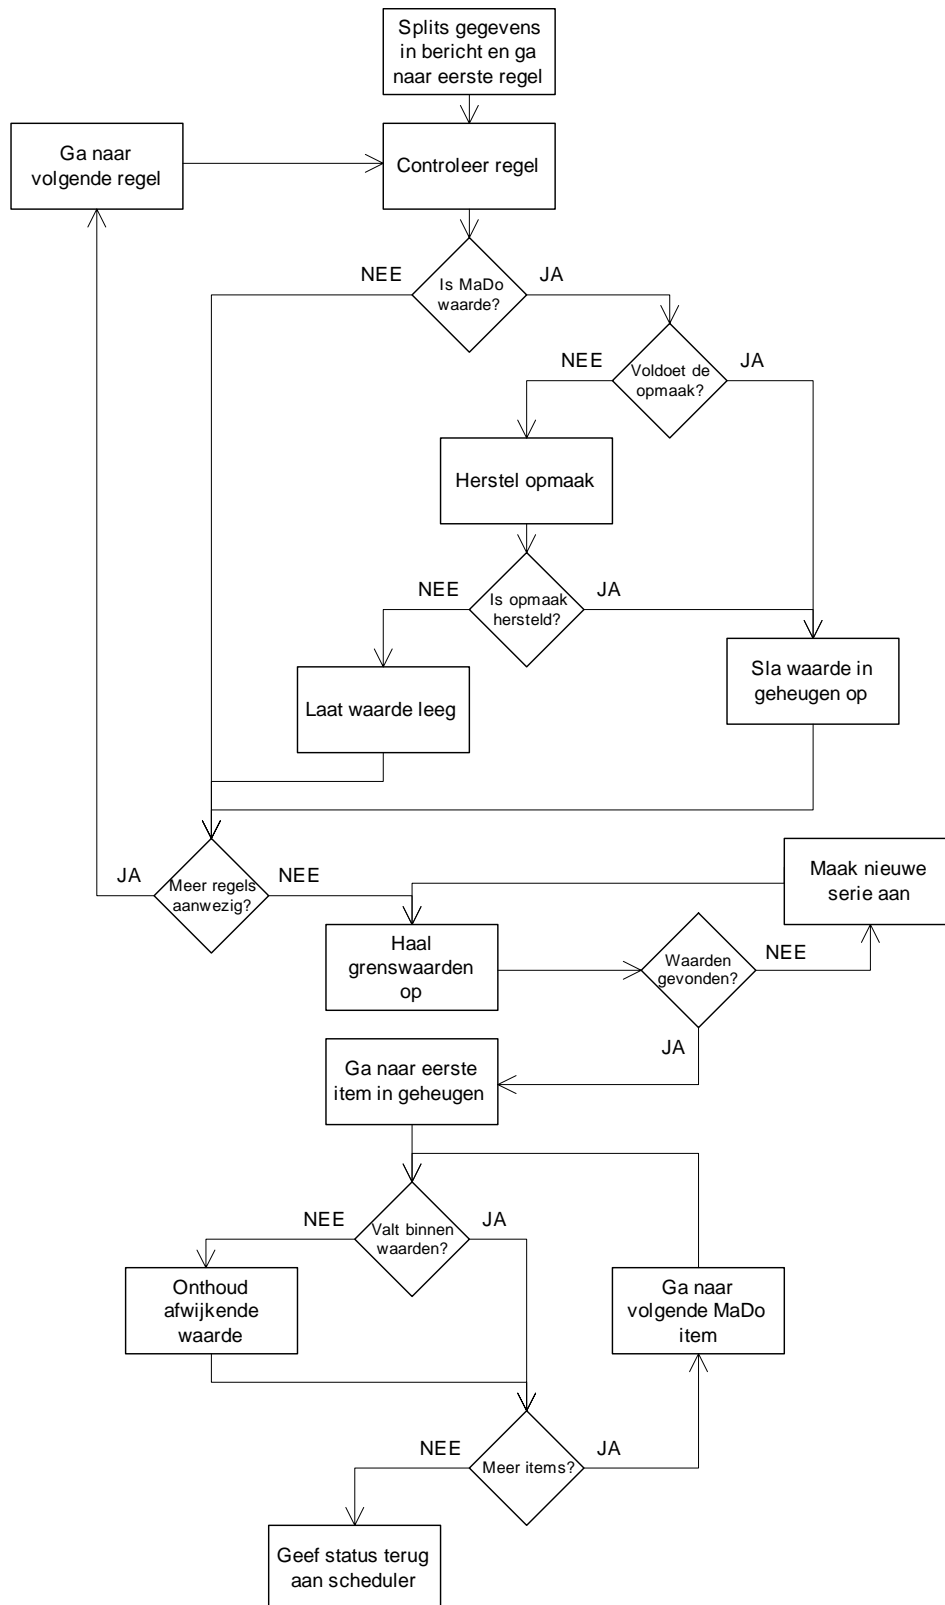 Splits gegevens
in bericht en ga
naar eerste regel
Ga naar
volgende regel
Controleer regel
NEE
Is MaDo
waarde?
JA
NEE
Voldoet de
opmaak?
JA
Herstel opmaak
NEE
Is opmaak
hersteld?
JA
Laat waarde leeg
Sla waarde in
geheugen op
JA
Meer regels
aanwezig?
NEE
Maak nieuwe
serie aan
Haal
grenswaarden
op
Waarden
gevonden?
NEE
JA
Ga naar eerste
item in geheugen
NEE
Valt binnen
waarden?
JA
Onthoud
afwijkende
waarde
Ga naar
volgende MaDo
item
NEE
Meer items?
JA
Geef status terug
aan scheduler